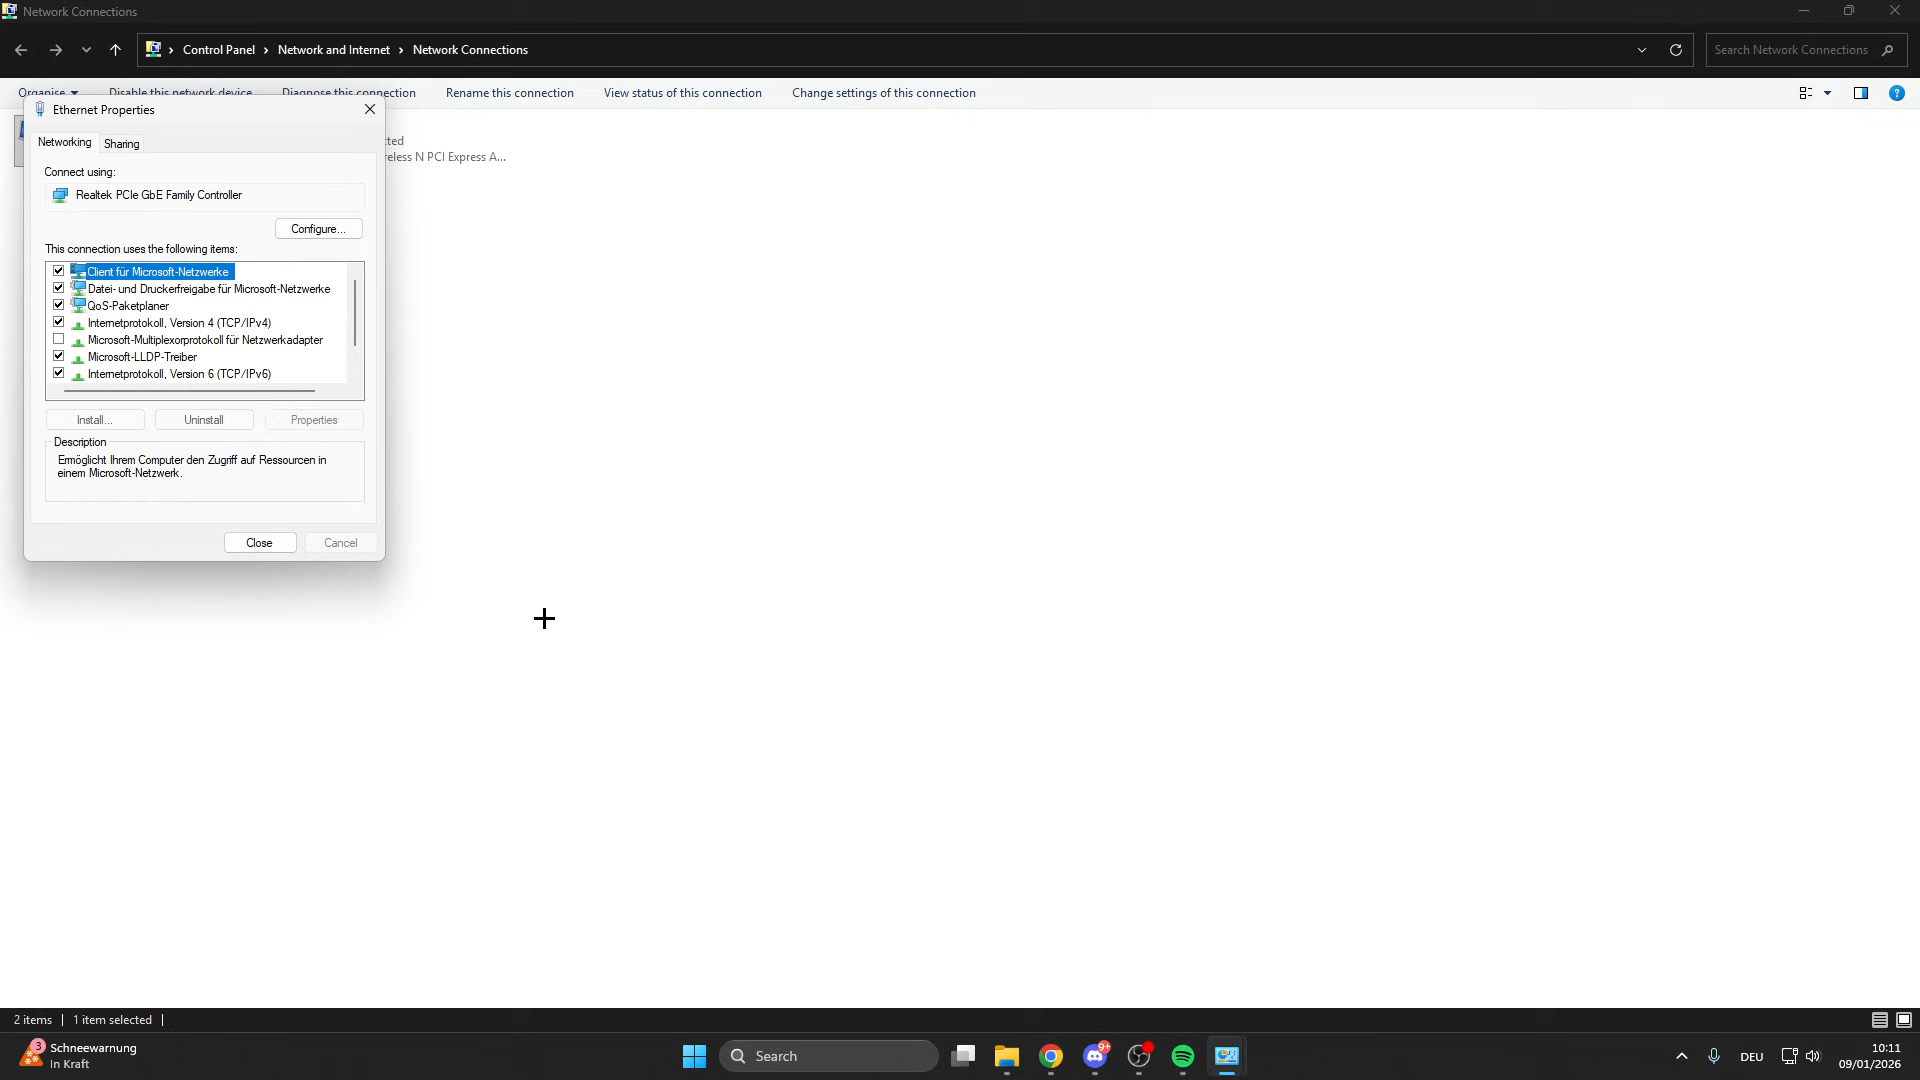 Network Connections
Control Panel > Network and Internet > Network Connections
Search Network Connections
Organise Disable this network device Diagnose this connection Rename this connection View status of this connection Change settings of this connection
Ethernet Properties
Networking Sharing
reless N PCI Express A...
Connect using:
Realtek PCIe GbE Family Controller
Configure...
This connection uses the following items:
Client für Microsoft-Netzwerke
Datei- und Druckerfreigabe für Microsoft-Netzwerke
QoS-Paketplaner
Internetprotokoll, Version 4 (TCP/IPv4)
Microsoft-Multiplexorprotokoll für Netzwerkadapter
Microsoft-LLDP-Treiber
Internetprotokoll, Version 6 (TCP/IPv6)
Install... Uninstall Properties
Description
Ermöglicht Ihrem Computer den Zugriff auf Ressourcen in
einem Microsoft-Netzwerk.
Close Cancel
2 items | 1 item selected |
3 Schneewarnung
In Kraft
Search
9+
DEU
10:11
09/01/2026